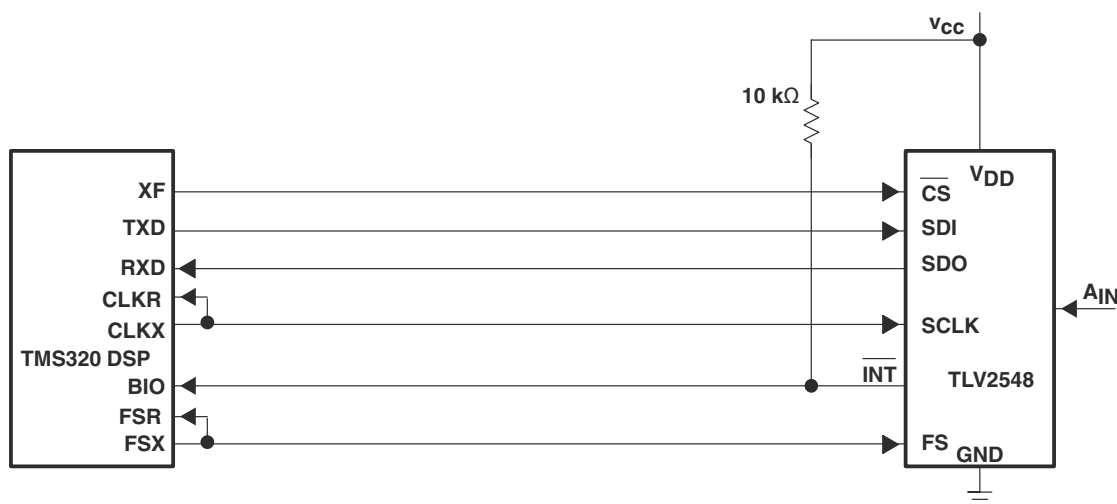 vCC
10 kΩ
VDD
XF
CS
TXD
SDI
RXD
SDO
CLKR
AIN
CLKX
SCLK
TMS320 DSP
INT
TLV2548
BIO
FSR
FSX
FS
GND